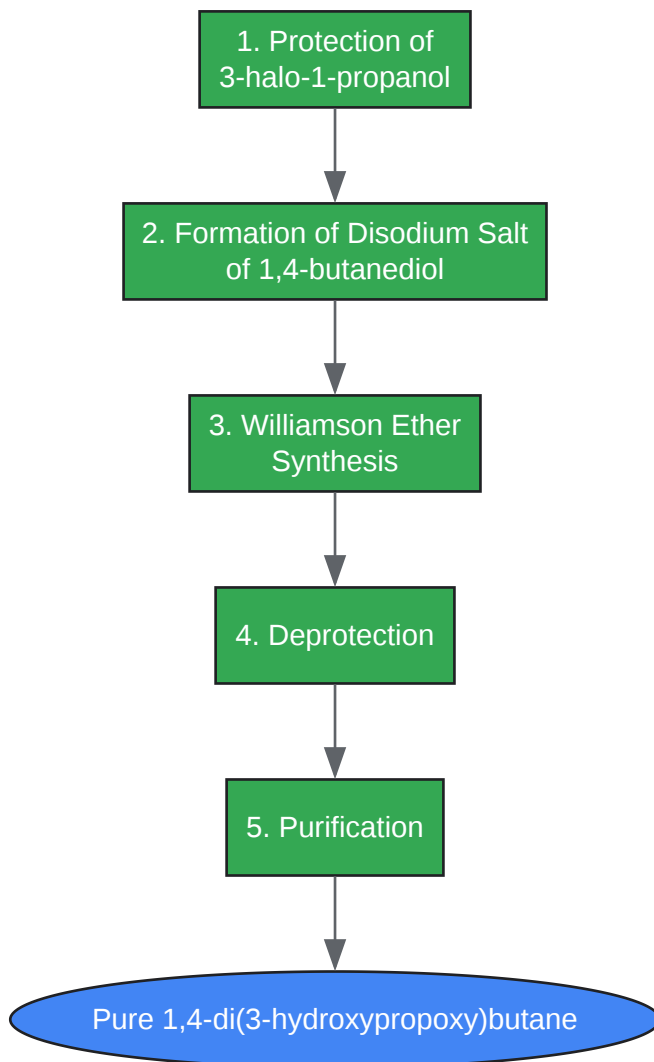 1. Protection of
3-halo-1-propanol
2. Formation of Disodium Salt
of 1,4-butanediol
3. Williamson Ether
Synthesis
4. Deprotection
5. Purification
Pure 1,4-di(3-hydroxypropoxy)butane